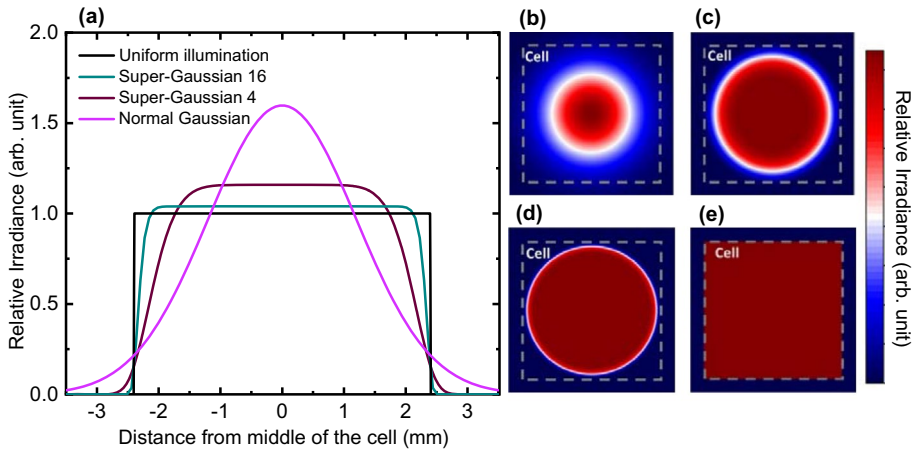 (a)
Relative Irradiance (arb. unit)
2.0
1.5
1.0
0.5
0.0
Uniform illumination
Super-Gaussian 16
Super-Gaussian 4
Normal Gaussian
-3 -2 -1 0 1 2 3
Distance from middle of the cell (mm)
(b)
Cell
(c)
Cell
(d)
Cell
(e)
Cell
Relative Irradiance (arb. unit)